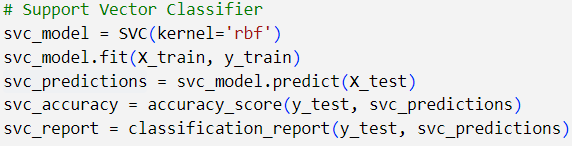 # Support Vector Classifier
svc_model = SVC(kernel='rbf')
svc_model.fit(X_train, y_train)
svc_predictions = svc_model.predict(X_test)
svc_accuracy = accuracy_score(y_test, svc_predictions)
svc_report = classification_report(y_test, svc_predictions)